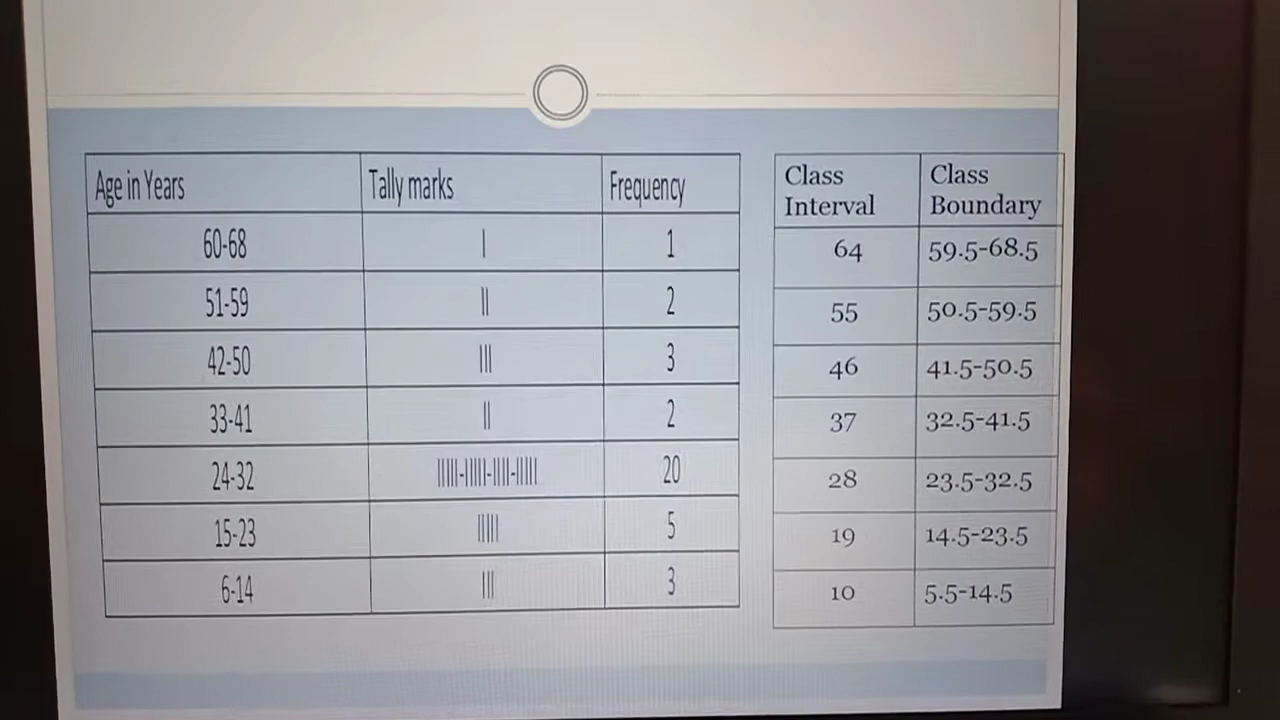 Age in Years Tally marks Frequency
60-68 | 1
51-59 || 2
42-50 ||| 3
33-41 || 2
24-32 |||||-|||||-|||||-||||| 20
15-23 ||||| 5
6-14 ||| 3
Class Interval Class Boundary
64 59.5-68.5
55 50.5-59.5
46 41.5-50.5
37 32.5-41.5
28 23.5-32.5
19 14.5-23.5
10 5.5-14.5